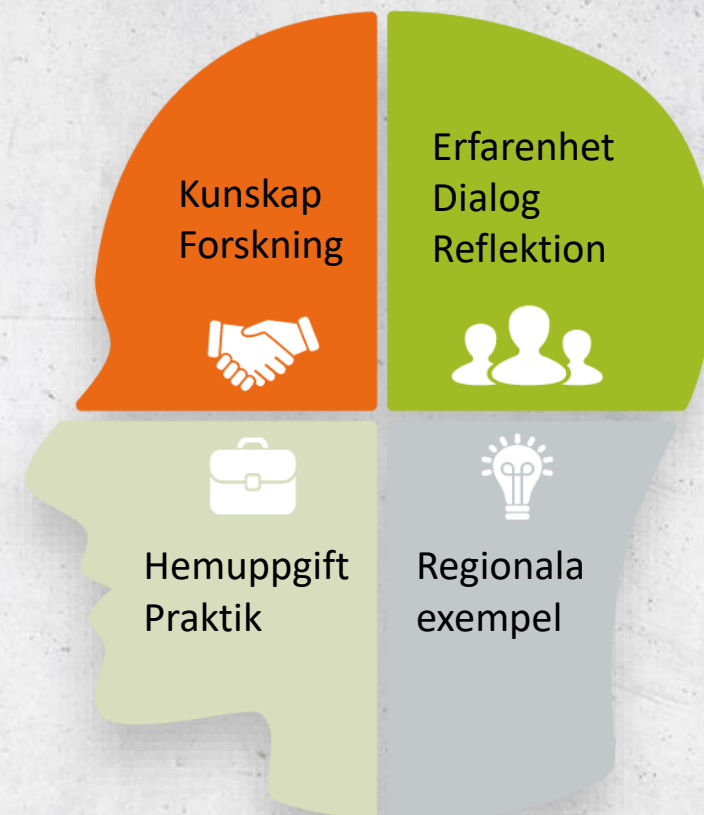 Kunskap
Forskning
Erfarenhet
Dialog
Reflektion
Hemuppgift
Praktik
Regionala
exempel